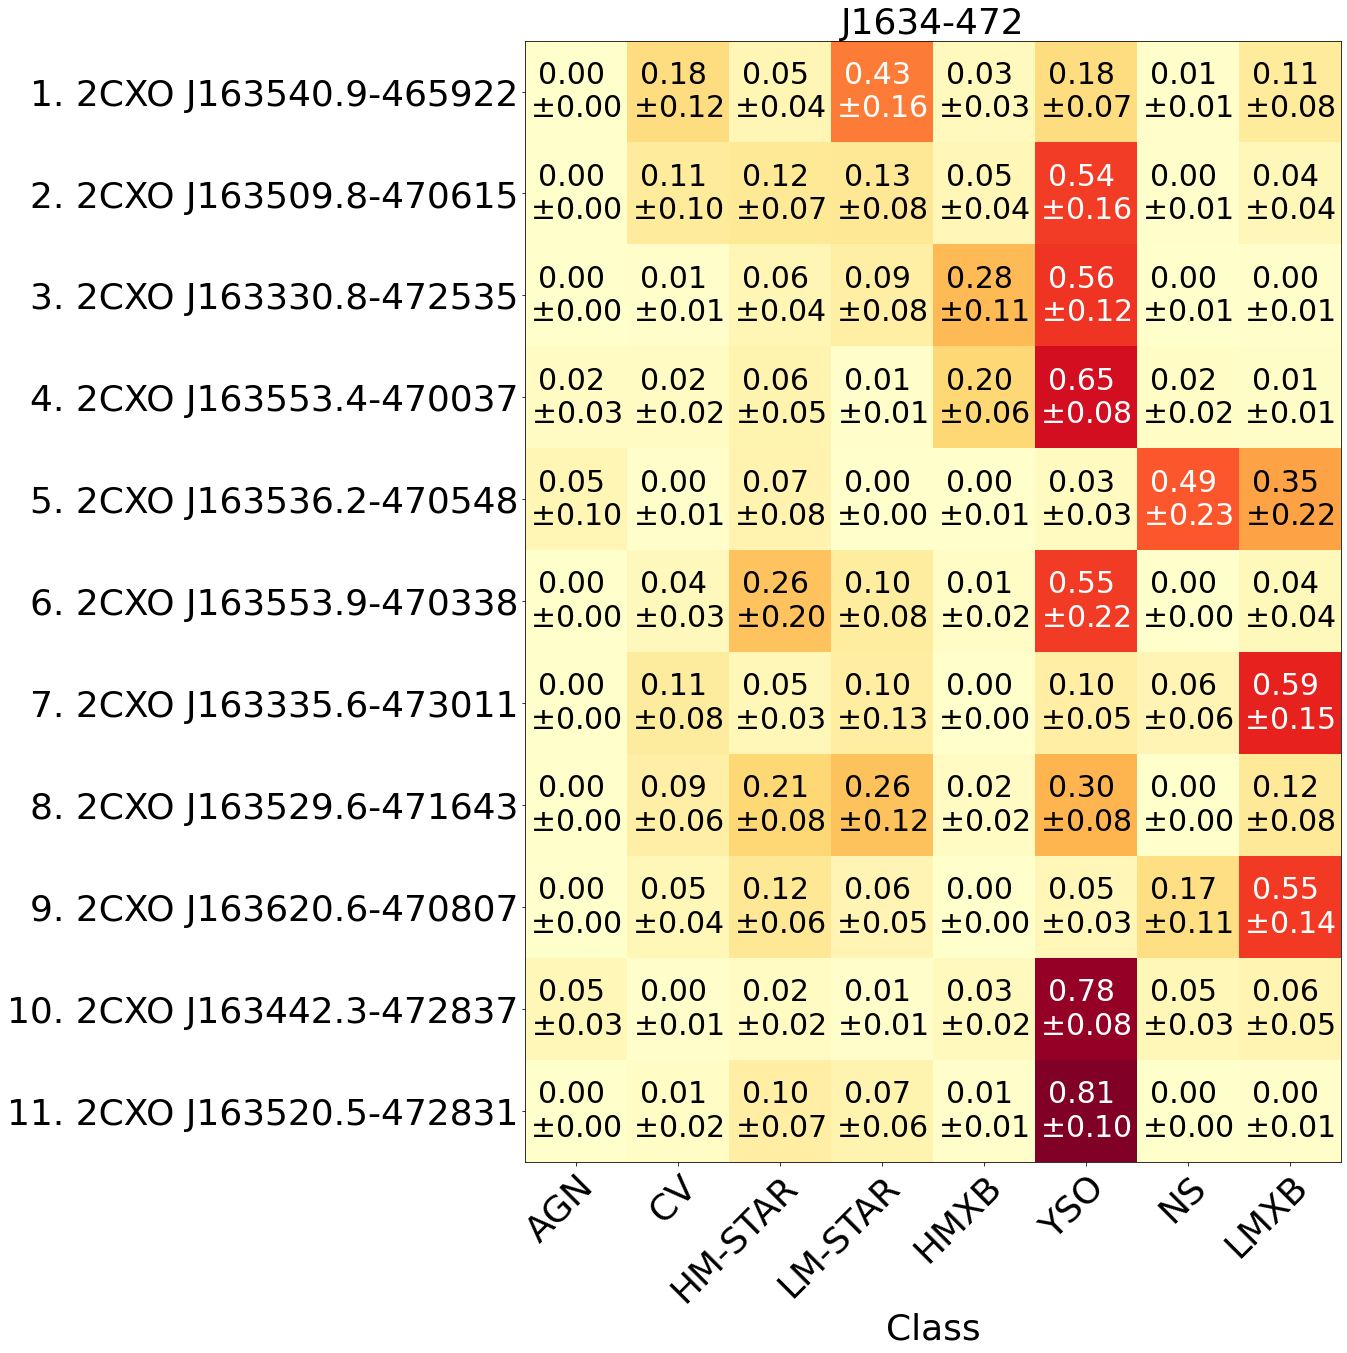 J1634-472
1. 2CXO J163540.9-465922 0.00 0.18 0.05 0.43 0.03 0.18 0.01 0.11
±0.00 ±0.12 ±0.04 ±0.16 ±0.03 ±0.07 ±0.01 ±0.08
2. 2CXO J163509.8-470615 0.00 0.11 0.12 0.13 0.05 0.54 0.00 0.04
±0.00 ±0.10 ±0.07 ±0.08 ±0.04 ±0.16 ±0.01 ±0.04
3. 2CXO J163330.8-472535 0.00 0.01 0.06 0.09 0.28 0.56 0.00 0.00
±0.00 ±0.01 ±0.04 ±0.08 ±0.11 ±0.12 ±0.01 ±0.01
4. 2CXO J163553.4-470037 0.02 0.02 0.06 0.01 0.20 0.65 0.02 0.01
±0.03 ±0.02 ±0.05 ±0.01 ±0.06 ±0.08 ±0.02 ±0.01
5. 2CXO J163536.2-470548 0.05 0.00 0.07 0.00 0.00 0.03 0.49 0.35
±0.10 ±0.01 ±0.08 ±0.00 ±0.01 ±0.03 ±0.23 ±0.22
6. 2CXO J163553.9-470338 0.00 0.04 0.26 0.10 0.01 0.55 0.00 0.04
±0.00 ±0.03 ±0.20 ±0.08 ±0.02 ±0.22 ±0.00 ±0.04
7. 2CXO J163335.6-473011 0.00 0.11 0.05 0.10 0.00 0.10 0.06 0.59
±0.00 ±0.08 ±0.03 ±0.13 ±0.00 ±0.05 ±0.06 ±0.15
8. 2CXO J163529.6-471643 0.00 0.09 0.21 0.26 0.02 0.30 0.00 0.12
±0.00 ±0.06 ±0.08 ±0.12 ±0.02 ±0.08 ±0.00 ±0.08
9. 2CXO J163620.6-470807 0.00 0.05 0.12 0.06 0.00 0.05 0.17 0.55
±0.00 ±0.04 ±0.06 ±0.05 ±0.00 ±0.03 ±0.11 ±0.14
10. 2CXO J163442.3-472837 0.05 0.00 0.02 0.01 0.03 0.78 0.05 0.06
±0.03 ±0.01 ±0.02 ±0.01 ±0.02 ±0.08 ±0.03 ±0.05
11. 2CXO J163520.5-472831 0.00 0.01 0.10 0.07 0.01 0.81 0.00 0.00
±0.00 ±0.02 ±0.07 ±0.06 ±0.01 ±0.10 ±0.00 ±0.01
AGN CV HM-STAR LM-STAR HMXB YSO NS LMXB
Class